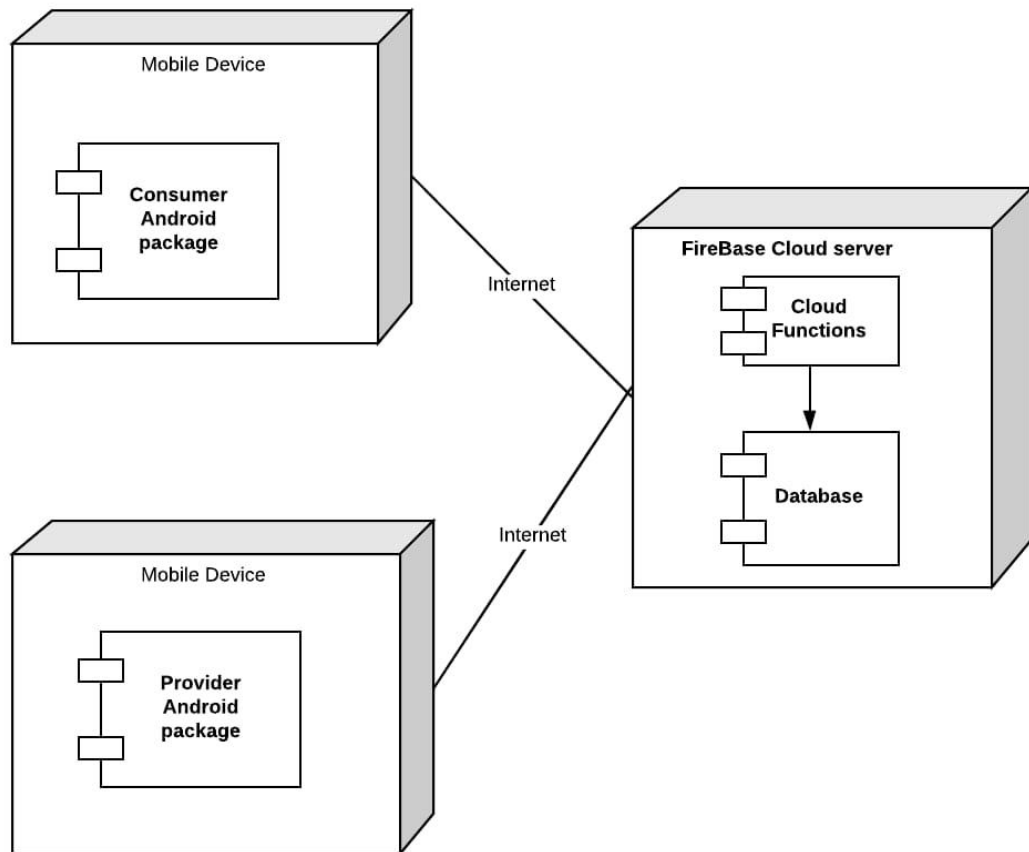 Mobile Device
Consumer
Android
package
Internet
FireBase Cloud server
Cloud
Functions
Database
Internet
Mobile Device
Provider
Android
package